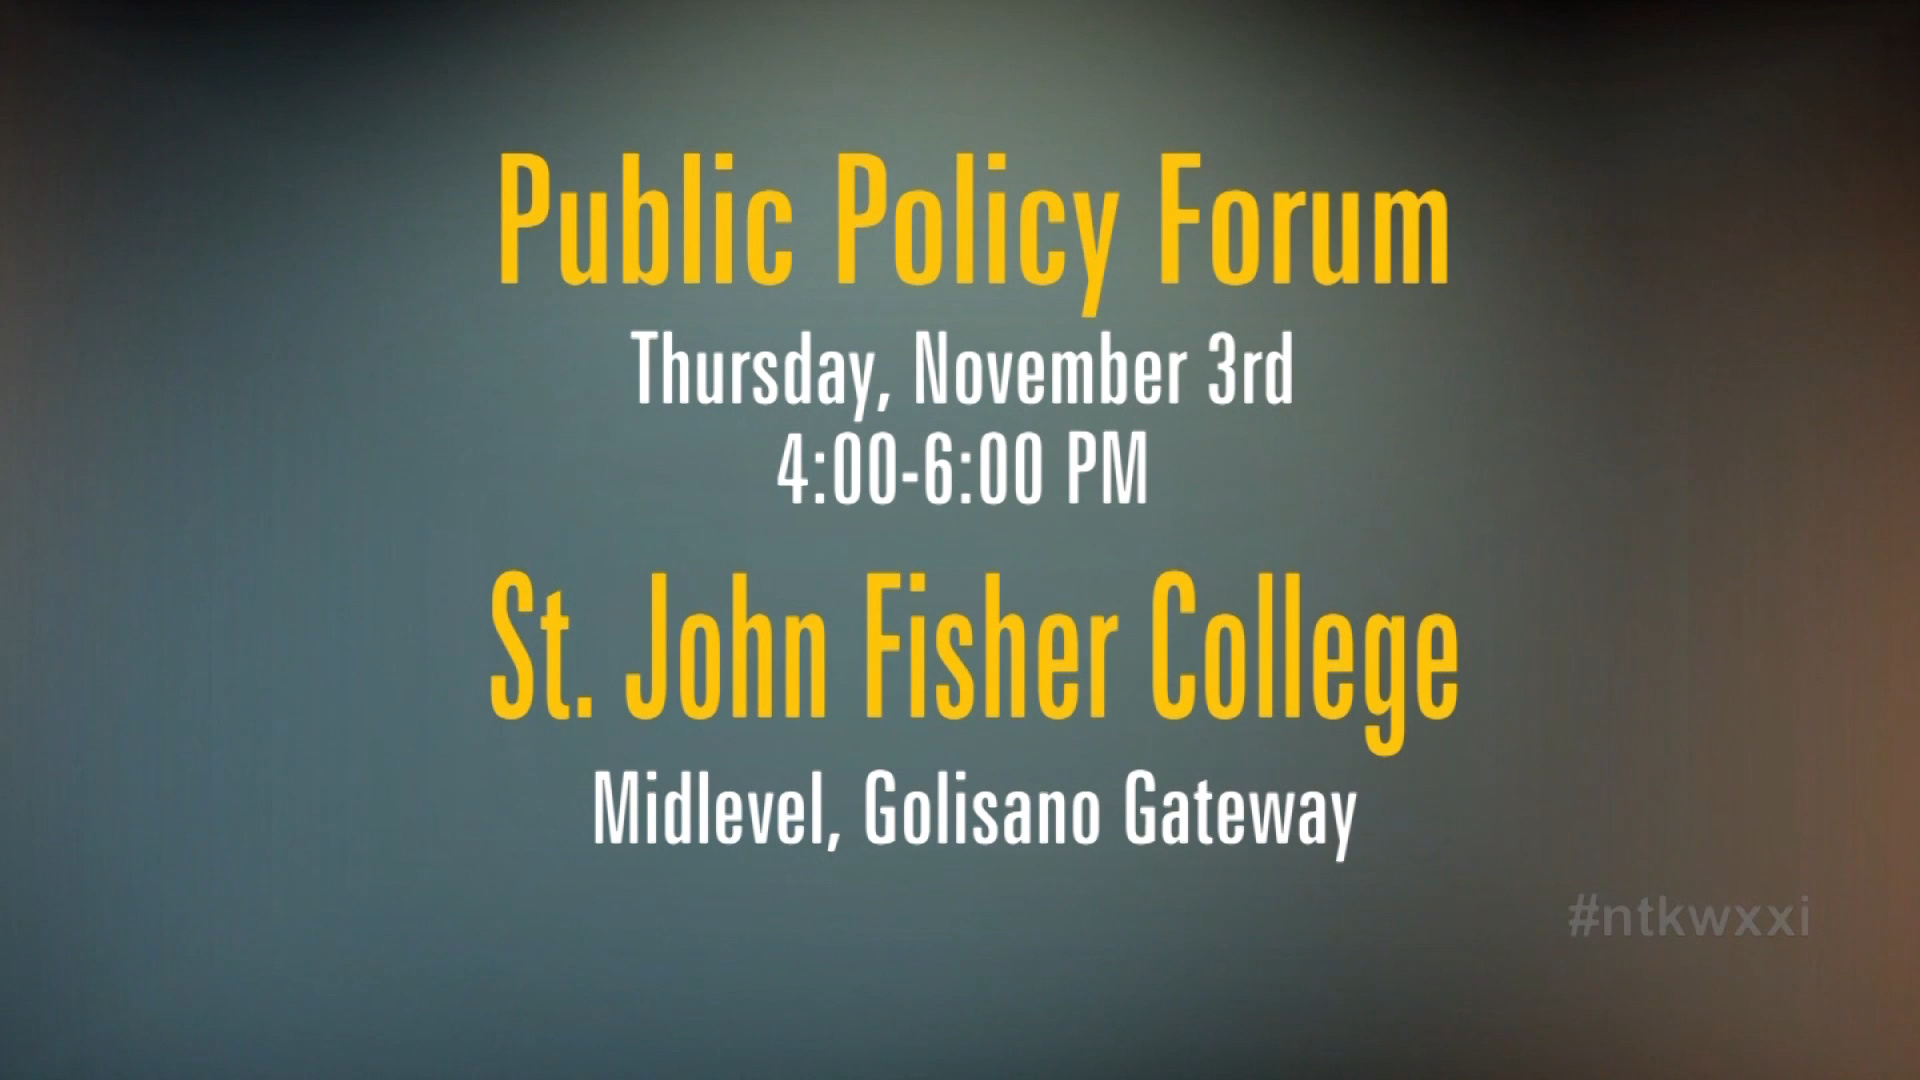 Public Policy Forum
Thursday, November 3rd
4:00-6:00 PM
St. John Fisher College
Midlevel, Golisano Gateway
#ntkwxxi